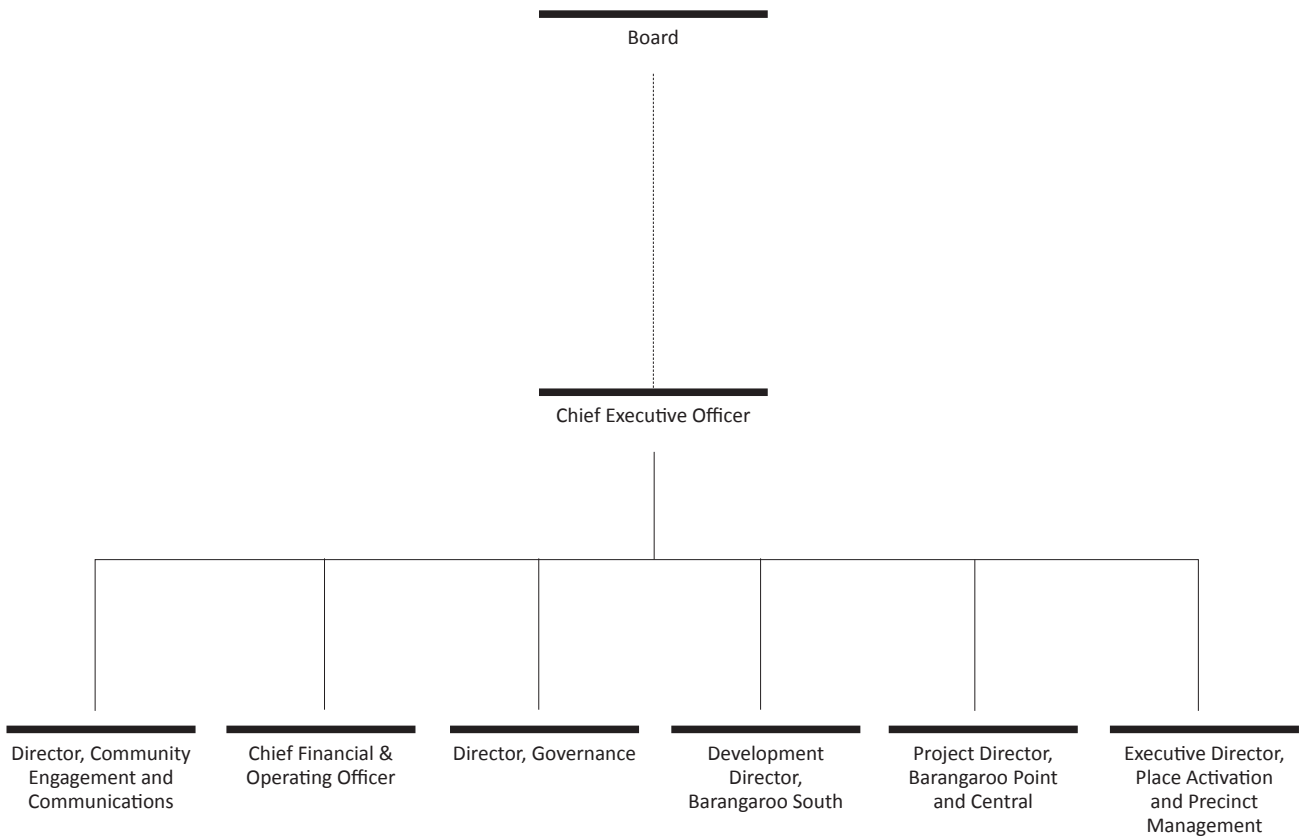 Board
Chief Executive Officer
Director, Community
Engagement and
Communications
Chief Financial &
Operating Officer
Director, Governance
Development
Director,
Barangaroo South
Project Director,
Barangaroo Point
and Central
Executive Director,
Place Activation
and Precinct
Management